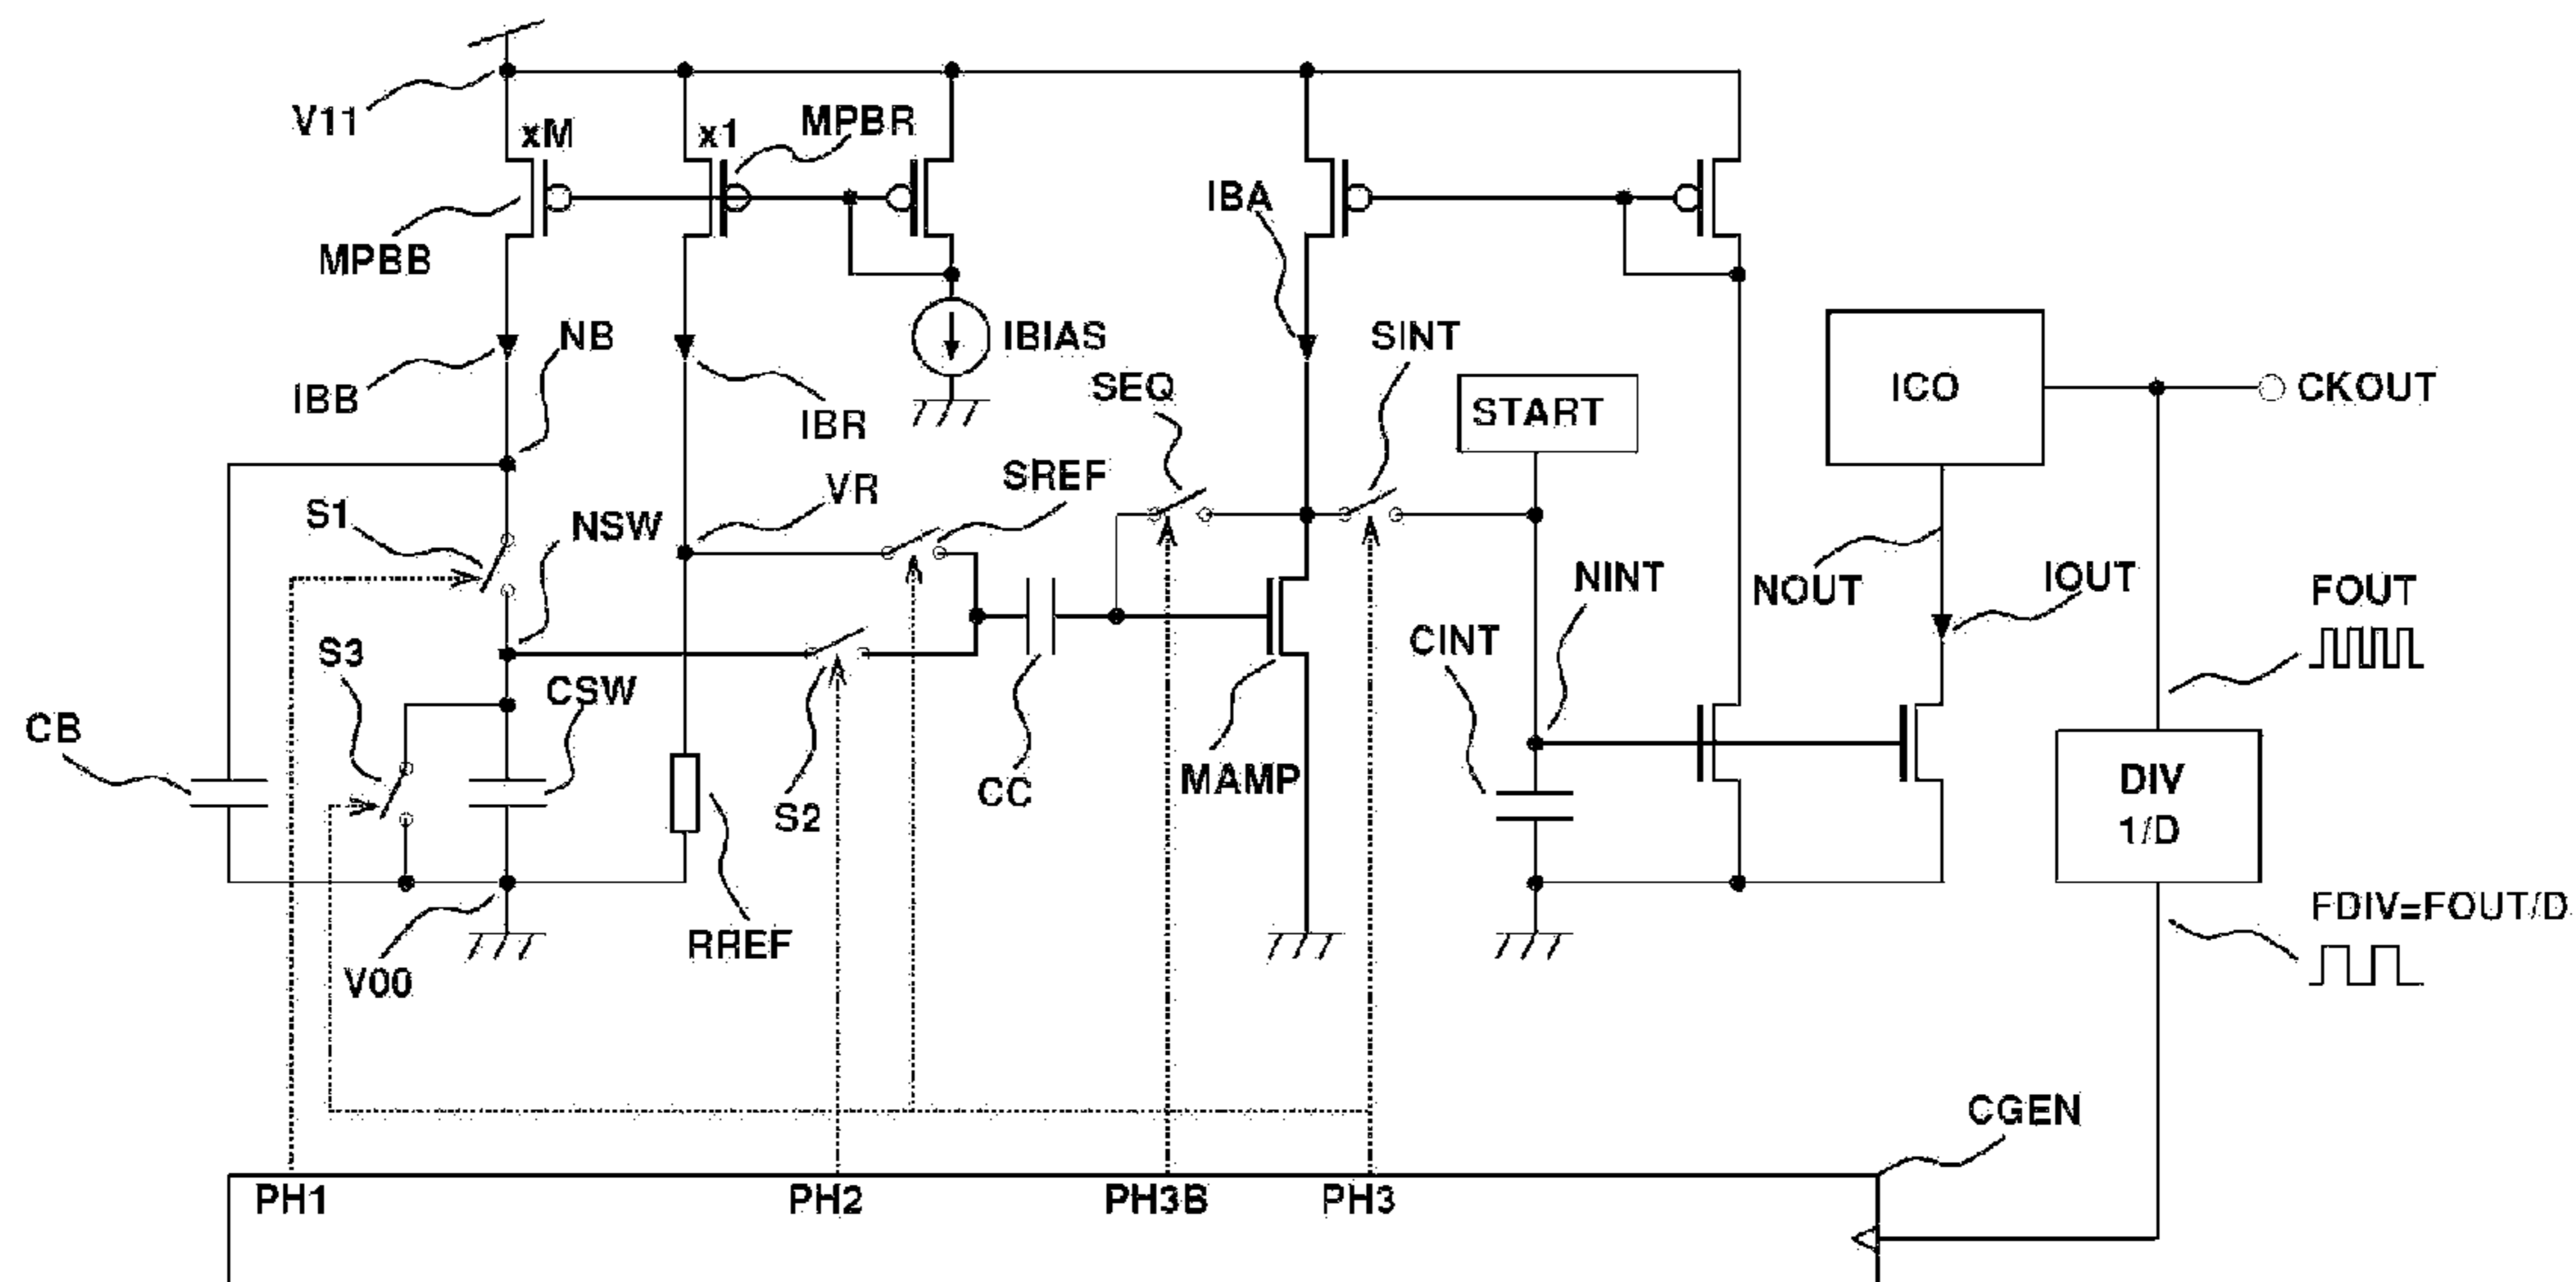 V11
xM
x1
MPBR
MPBB
IBA
IBB
NB
IBR
IBIAS
SINT
SEQ
START
ICO
CKOUT
S1
NSW
VR
SREF
NINT
NOUT
IOUT
FOUT
S3
CSW
CINT
CB
S2
CC
MAMP
DIV
1/D
RREF
V00
FDIV=FOUT/D
CGEN
PH1
PH2
PH3B
PH3